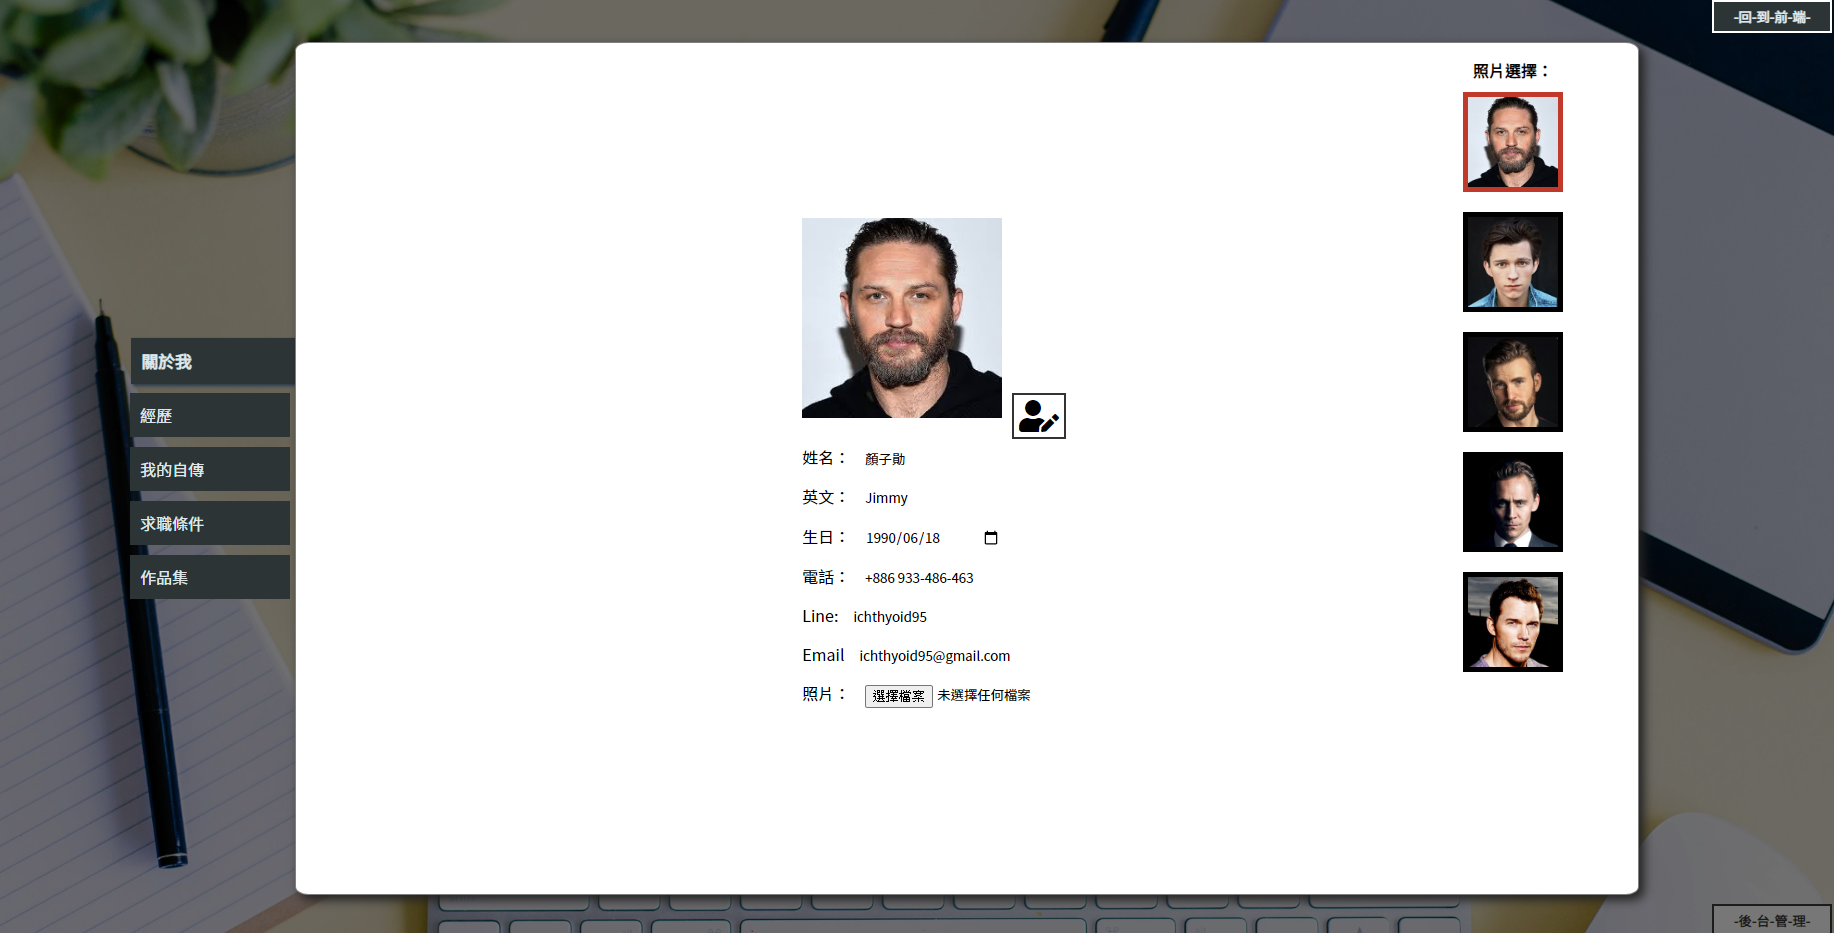 -回-到-前-端-
照片選擇：
關於我
經歷
我的自傳
求職條件
作品集
姓名： 顏子勛
英文： Jimmy
生日： 1990/06/18
電話： +886 933-486-463
Line: ichthyoid95
Email ichthyoid95@gmail.com
照片： 選擇檔案 未選擇任何檔案
-後-台-管-理-